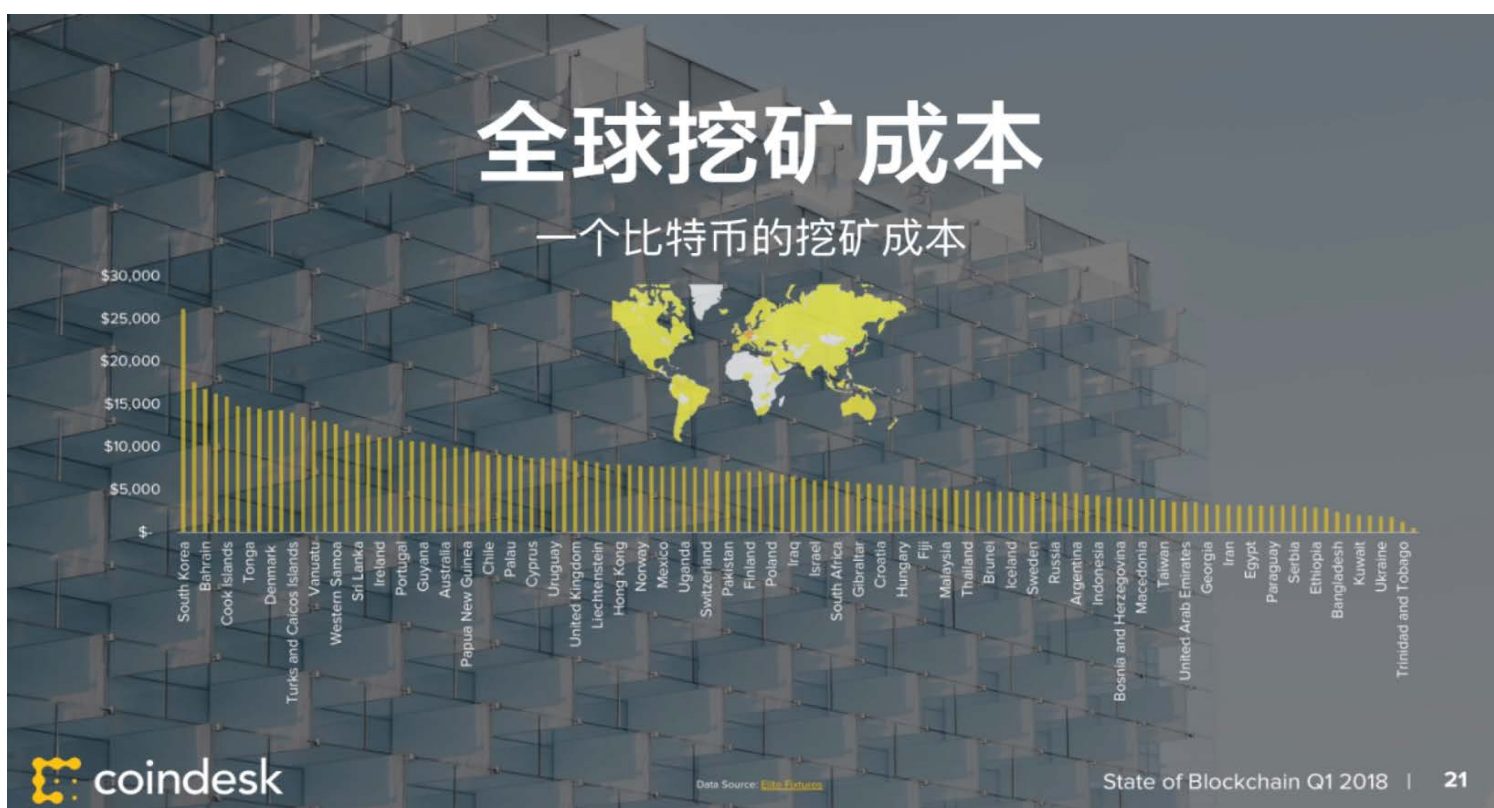 全球挖矿成本
一个比特币的挖矿成本
$30,000
$25,000
$20,000
$15,000
$10,000
$5,000
$-
South Korea
Bahrain
Cook Islands
Tonga
Denmark
Turks and Caicos Islands
Vanuatu
Western Samoa
Sri Lanka
Ireland
Portugal
Guyana
Australia
Papua New Guinea
Chile
Palau
Cyprus
Uruguay
United Kingdom
Liechtenstein
Hong Kong
Norway
Mexico
Uganda
Switzerland
Pakistan
Finland
Poland
Iraq
Israel
South Africa
Gibraltar
Croatia
Hungary
Fiji
Malaysia
Thailand
Brunei
Iceland
Sweden
Russia
Argentina
Indonesia
Bosnia and Herzegovina
Macedonia
Taiwan
United Arab Emirates
Georgia
Iran
Egypt
Paraguay
Serbia
Ethiopia
Bangladesh
Kuwait
Ukraine
Trinidad and Tobago
coindesk
Data Source: Elite Fixtures
State of Blockchain Q1 2018 | 21